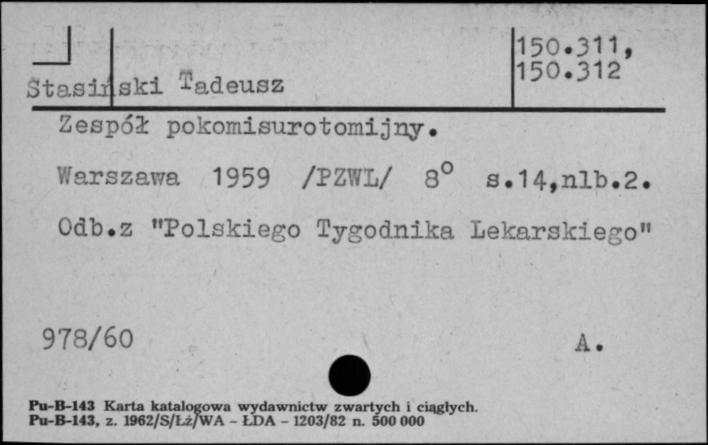 150.311,
150.312
Stasiński Tadeusz
Zespół pokomisurotomijny.
Warszawa 1959 /PZWL/ 8° s.14,nlb.2.
Odb.z "Polskiego Tygodnika Lekarskiego"
978/60 A.
Pu-B-143 Karta katalogowa wydawnictw zwartych i ciągłych.
Pu-B-143, z. 1962/S/Łż/WA – ŁDA – 1203/82 n. 500 000